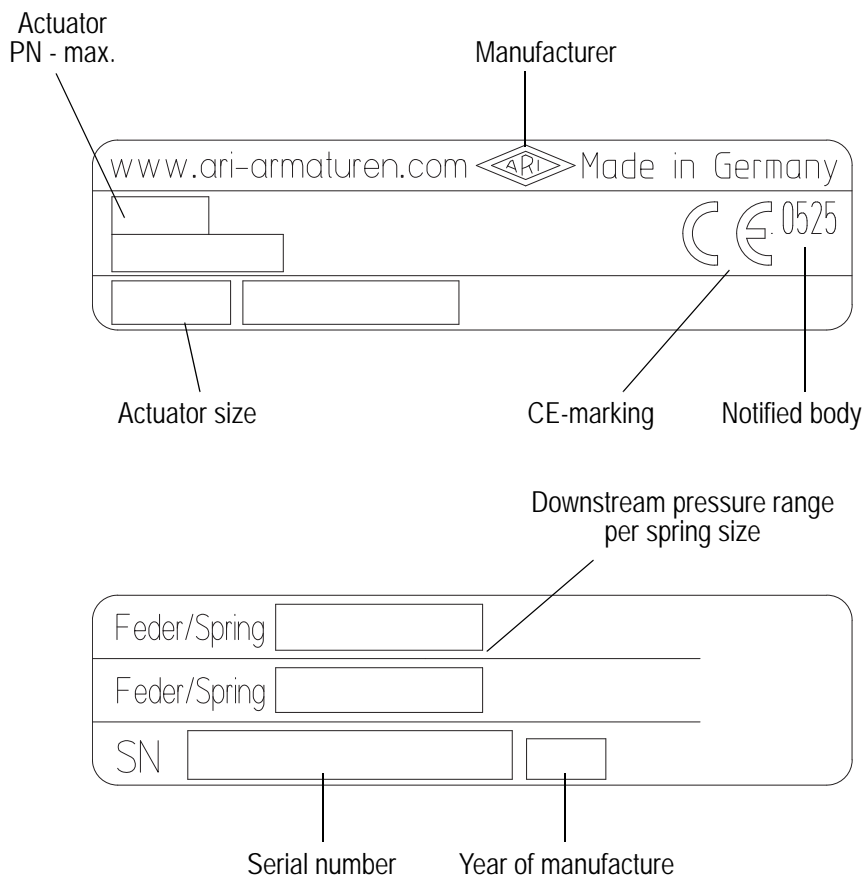 Actuator
PN - max.
Manufacturer
www.ari-armaturen.com ARI Made in Germany
CE.0525
Actuator size
CE-marking
Notified body
Downstream pressure range
per spring size
Feder/Spring
Feder/Spring
SN
Serial number
Year of manufacture